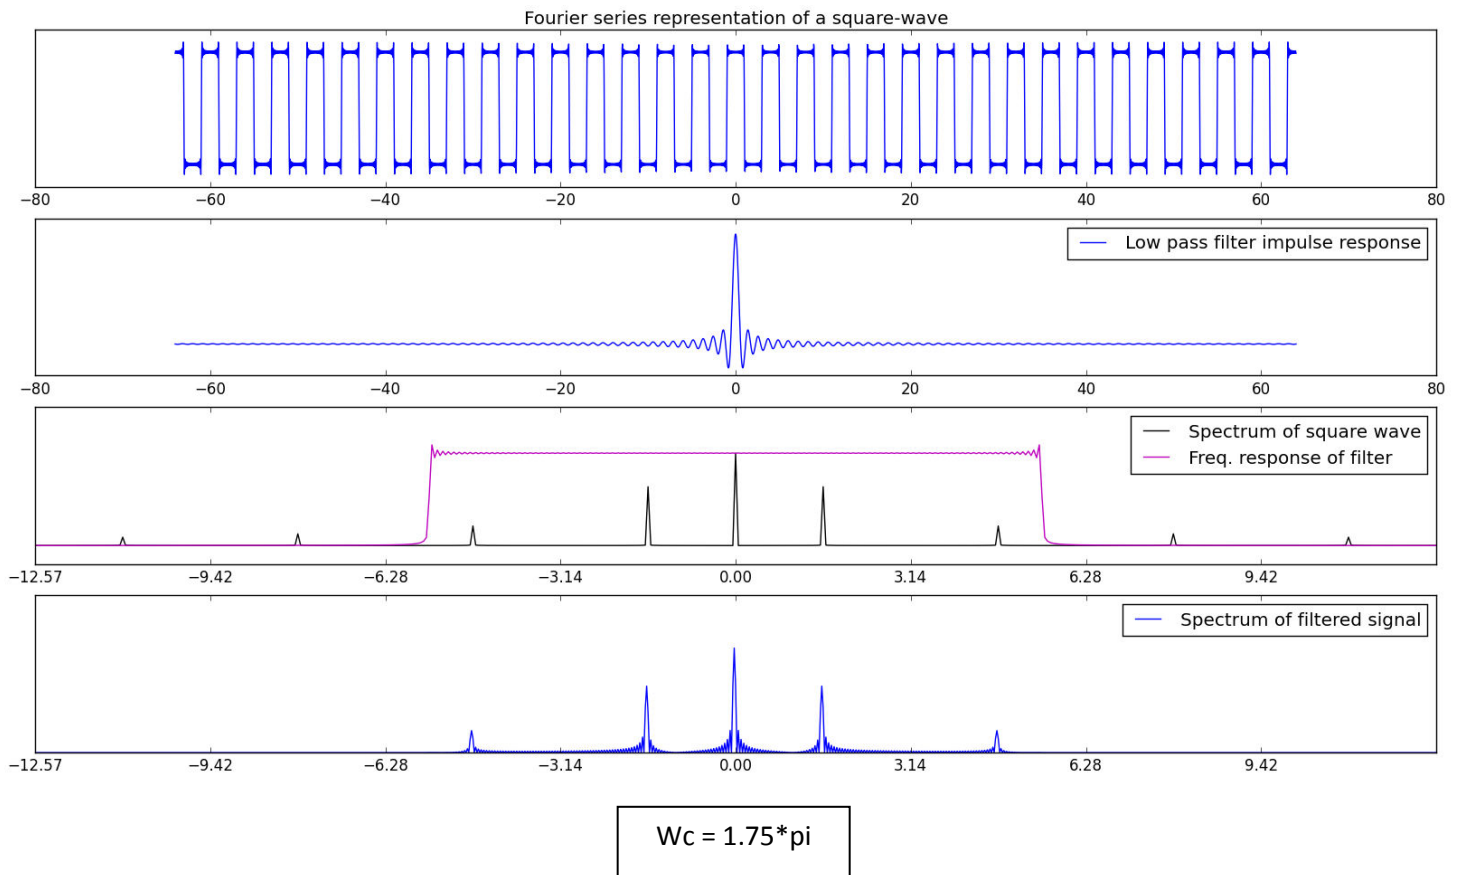 Fourier series representation of a square-wave
−80 −60 −40 −20 0 20 40 60 80
Low pass filter impulse response
−80 −60 −40 −20 0 20 40 60 80
Spectrum of square wave
Freq. response of filter
−12.57 −9.42 −6.28 −3.14 0.00 3.14 6.28 9.42
Spectrum of filtered signal
−12.57 −9.42 −6.28 −3.14 0.00 3.14 6.28 9.42
Wc = 1.75*pi